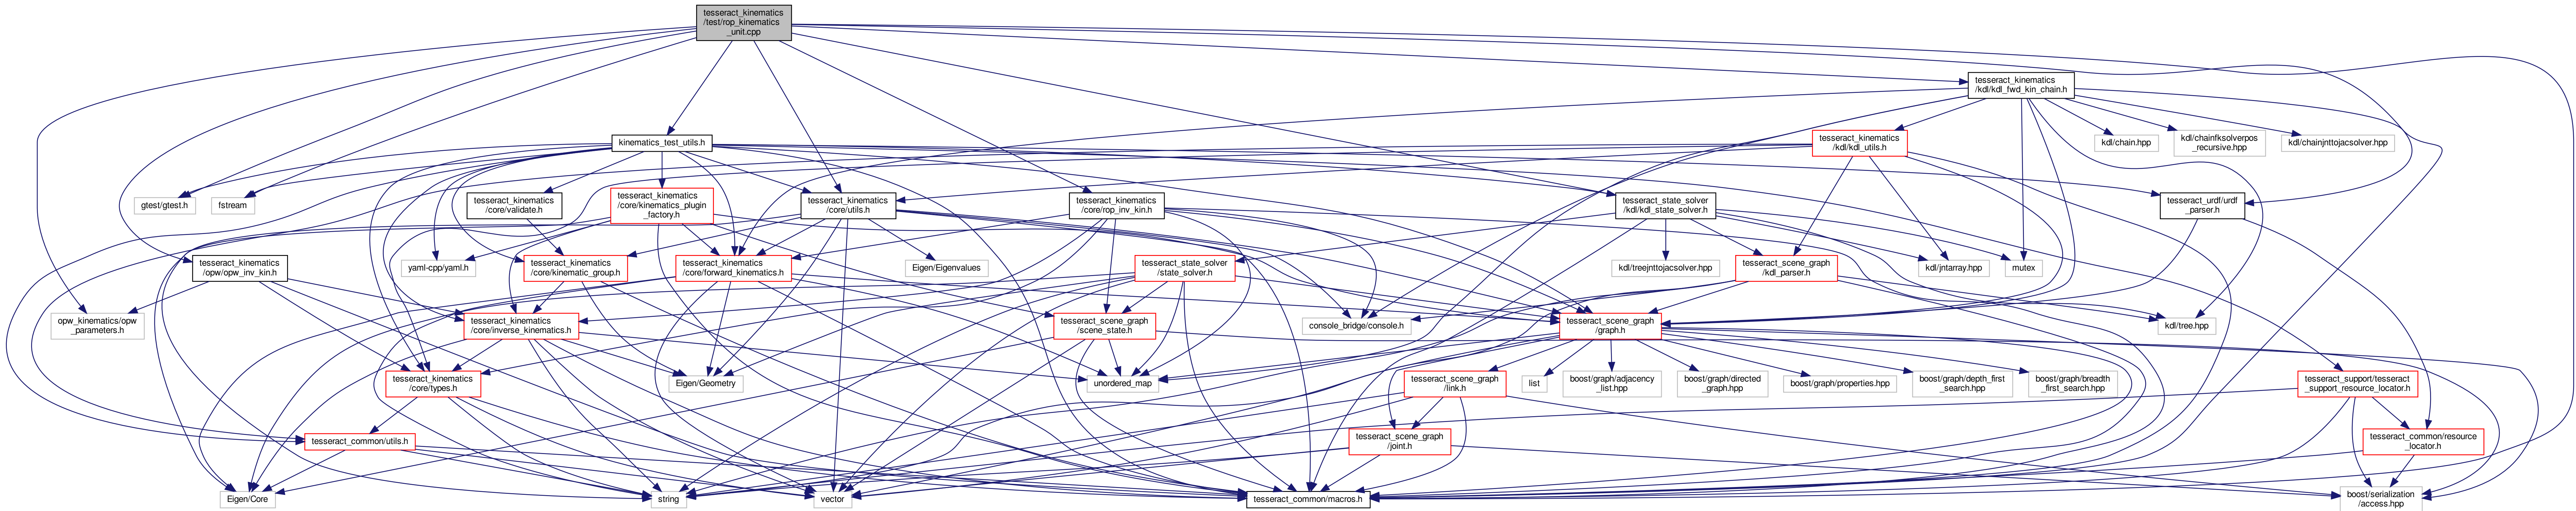 tesseract_kinematics
/test/rop_kinematics
_unit.cpp
tesseract_kinematics
/kdl/kdl_fwd_kin_chain.h
kinematics_test_utils.h
tesseract_kinematics
/kdl/kdl_utils.h
kdl/chain.hpp
kdl/chainfksolverpos
_recursive.hpp
kdl/chainjnttojacsolver.hpp
gtest/gtest.h
fstream
tesseract_kinematics
/core/validate.h
tesseract_kinematics
/core/kinematics_plugin
_factory.h
tesseract_kinematics
/core/utils.h
tesseract_kinematics
/core/rop_inv_kin.h
tesseract_state_solver
/kdl/kdl_state_solver.h
tesseract_urdf/urdf
_parser.h
tesseract_kinematics
/opw/opw_inv_kin.h
yaml-cpp/yaml.h
tesseract_kinematics
/core/kinematic_group.h
tesseract_kinematics
/core/forward_kinematics.h
Eigen/Eigenvalues
tesseract_state_solver
/state_solver.h
kdl/treejnttojacsolver.hpp
tesseract_scene_graph
/kdl_parser.h
kdl/jntarray.hpp
mutex
opw_kinematics/opw
_parameters.h
tesseract_kinematics
/core/inverse_kinematics.h
tesseract_scene_graph
/scene_state.h
console_bridge/console.h
tesseract_scene_graph
/graph.h
kdl/tree.hpp
tesseract_kinematics
/core/types.h
Eigen/Geometry
unordered_map
tesseract_scene_graph
/link.h
list
boost/graph/adjacency
_list.hpp
boost/graph/directed
_graph.hpp
boost/graph/properties.hpp
boost/graph/depth_first
_search.hpp
boost/graph/breadth
_first_search.hpp
tesseract_support/tesseract
_support_resource_locator.h
tesseract_common/utils.h
tesseract_scene_graph
/joint.h
tesseract_common/resource
_locator.h
Eigen/Core
string
vector
tesseract_common/macros.h
boost/serialization
/access.hpp